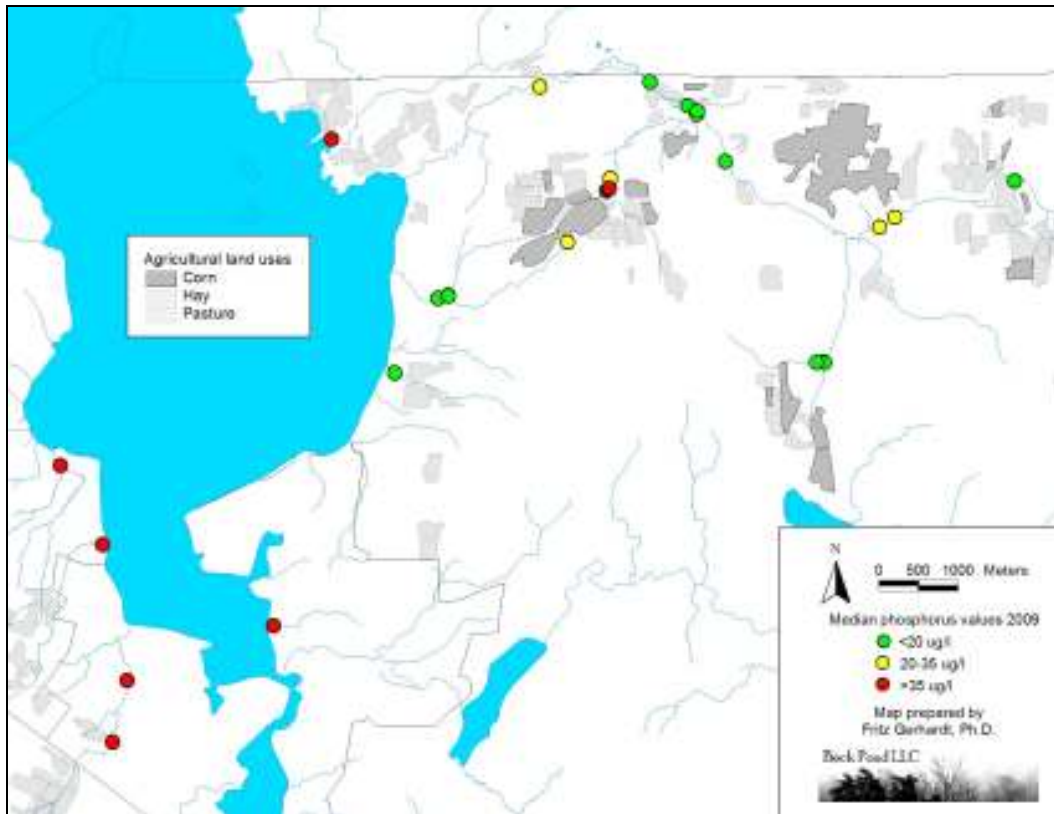 Agricultural land uses
Corn
Hay
Pasture
N
0 500 1000 Meters
Median phosphorus values 2009
<20 ug/l
20-35 ug/l
>35 ug/l
Map prepared by
Fritz Gerhardt, Ph.D.
Beck Pond LLC